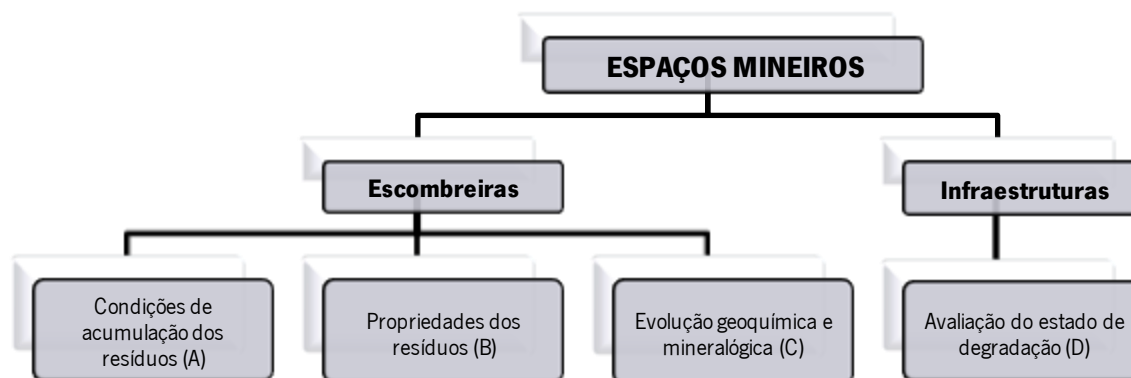 ESPAÇOS MINEIROS
Escombreiras
Infraestruturas
Condições de
acumulação dos
resíduos (A)
Propriedades dos
resíduos (B)
Evolução geoquímica e
mineralógica (C)
Avaliação do estado de
degradação (D)